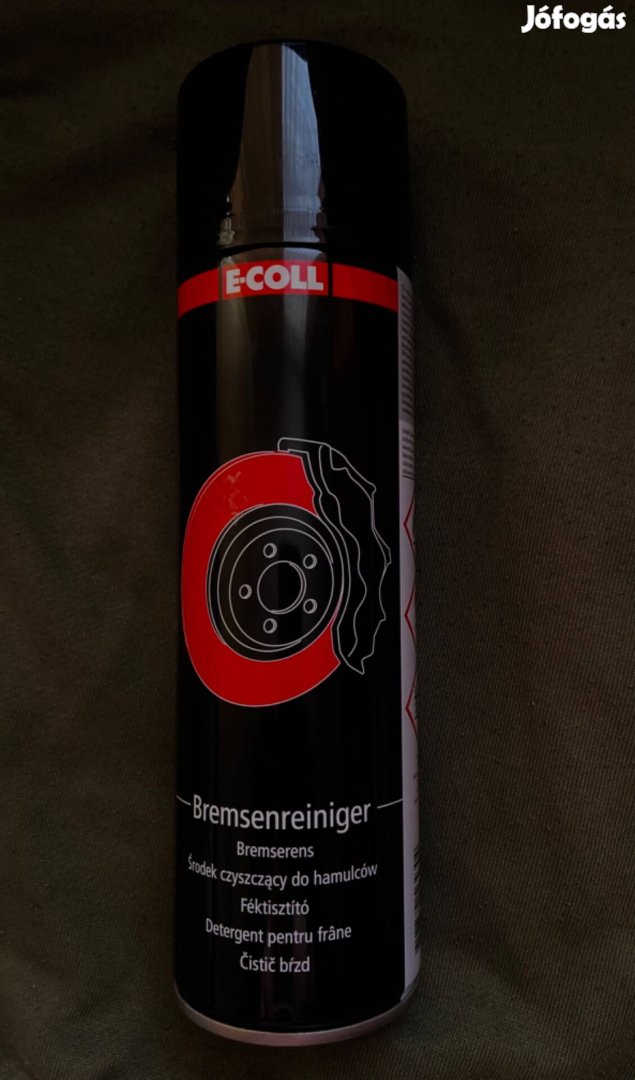 Jófogás
E-COLL
Bremsenreiniger
Bremserens
Środek czyszczący do hamulców
Féktisztító
Detergent pentru frâne
Čistič bŕzd